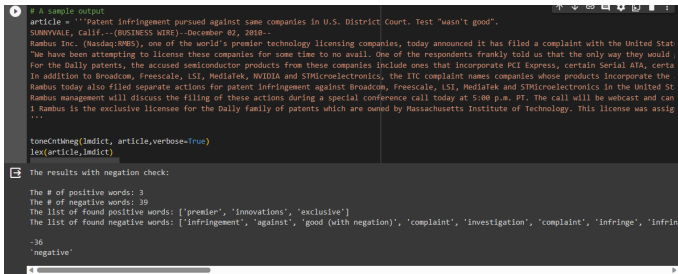 # A sample output
article = '''Patent infringement pursued against same companies in U.S. District Court. Test "wasn't good".
SUNNYVALE, Calif.--(BUSINESS WIRE)--December 02, 2010--
Rambus Inc. (Nasdaq:RMBS), one of the world's premier technology licensing companies, today announced it has filed a complaint with the United Stat
"We have been attempting to license these companies for some time to no avail. One of the respondents frankly told us that the only way they would
For the Dally patents, the accused semiconductor products from these companies include ones that incorporate PCI Express, certain Serial ATA, certa
In addition to Broadcom, Freescale, LSI, MediaTek, NVIDIA and STMicroelectronics, the ITC complaint names companies whose products incorporate the
Rambus today also filed separate actions for patent infringement against Broadcom, Freescale, LSI, MediaTek and STMicroelectronics in the United St
Rambus management will discuss the filing of these actions during a special conference call today at 5:00 p.m. PT. The call will be webcast and can
1 Rambus is the exclusive licensee for the Dally family of patents which are owned by Massachusetts Institute of Technology. This license was assig
'''
toneCntWneg(lmdict, article,verbose=True)
lex(article,lmdict)
The results with negation check:
The # of positive words: 3
The # of negative words: 39
The list of found positive words: ['premier', 'innovations', 'exclusive']
The list of found negative words: ['infringement', 'against', 'good (with negation)', 'complaint', 'investigation', 'complaint', 'infringe', 'infrin
-36
'negative'